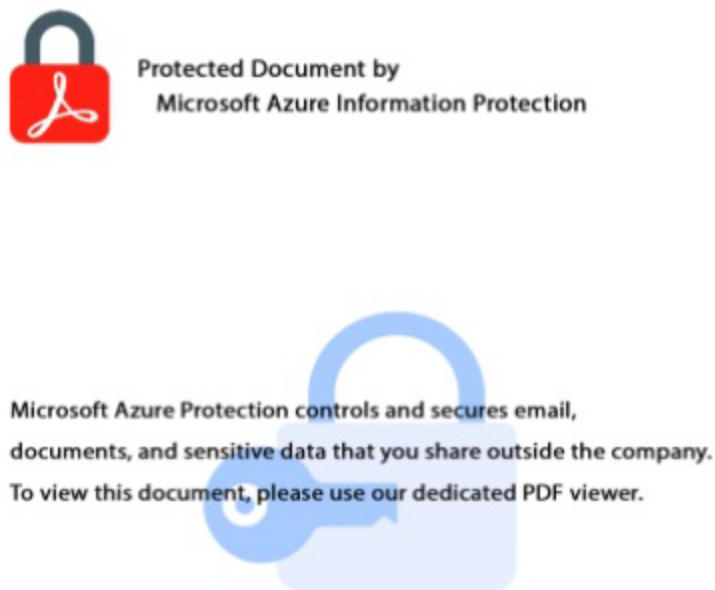 Protected Document by
Microsoft Azure Information Protection
Microsoft Azure Protection controls and secures email,
documents, and sensitive data that you share outside the company.
To view this document, please use our dedicated PDF viewer.